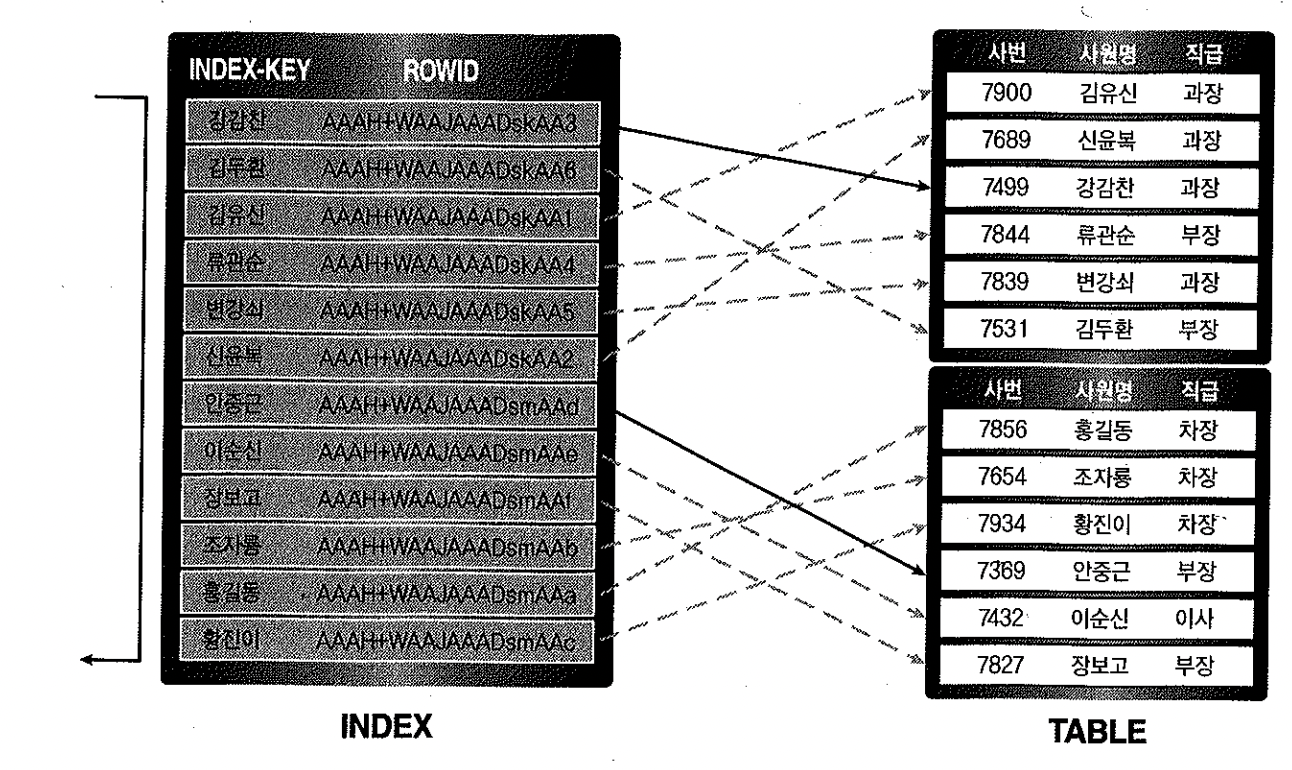 INDEX-KEY ROWID
강감찬 AAAH+WAAJAAADskAA3
김두환 AAAH+WAAJAAADskAA6
김유신 AAAH+WAAJAAADskAA1
류관순 AAAH+WAAJAAADskAA4
변강쇠 AAAH+WAAJAAADskAA5
신윤복 AAAH+WAAJAAADskAA2
안중근 AAAH+WAAJAAADsmAAd
이순신 AAAH+WAAJAAADsmAAe
장보고 AAAH+WAAJAAADsmAAf
조자룡 AAAH+WAAJAAADsmAAb
홍길동 AAAH+WAAJAAADsmAAa
황진이 AAAH+WAAJAAADsmAAc
INDEX
사번 사원명 직급
7900 김유신 과장
7689 신윤복 과장
7499 강감찬 과장
7844 류관순 부장
7839 변강쇠 과장
7531 김두환 부장
사번 사원명 직급
7856 홍길동 차장
7654 조자룡 차장
7934 황진이 차장
7369 안중근 부장
7432 이순신 이사
7827 장보고 부장
TABLE